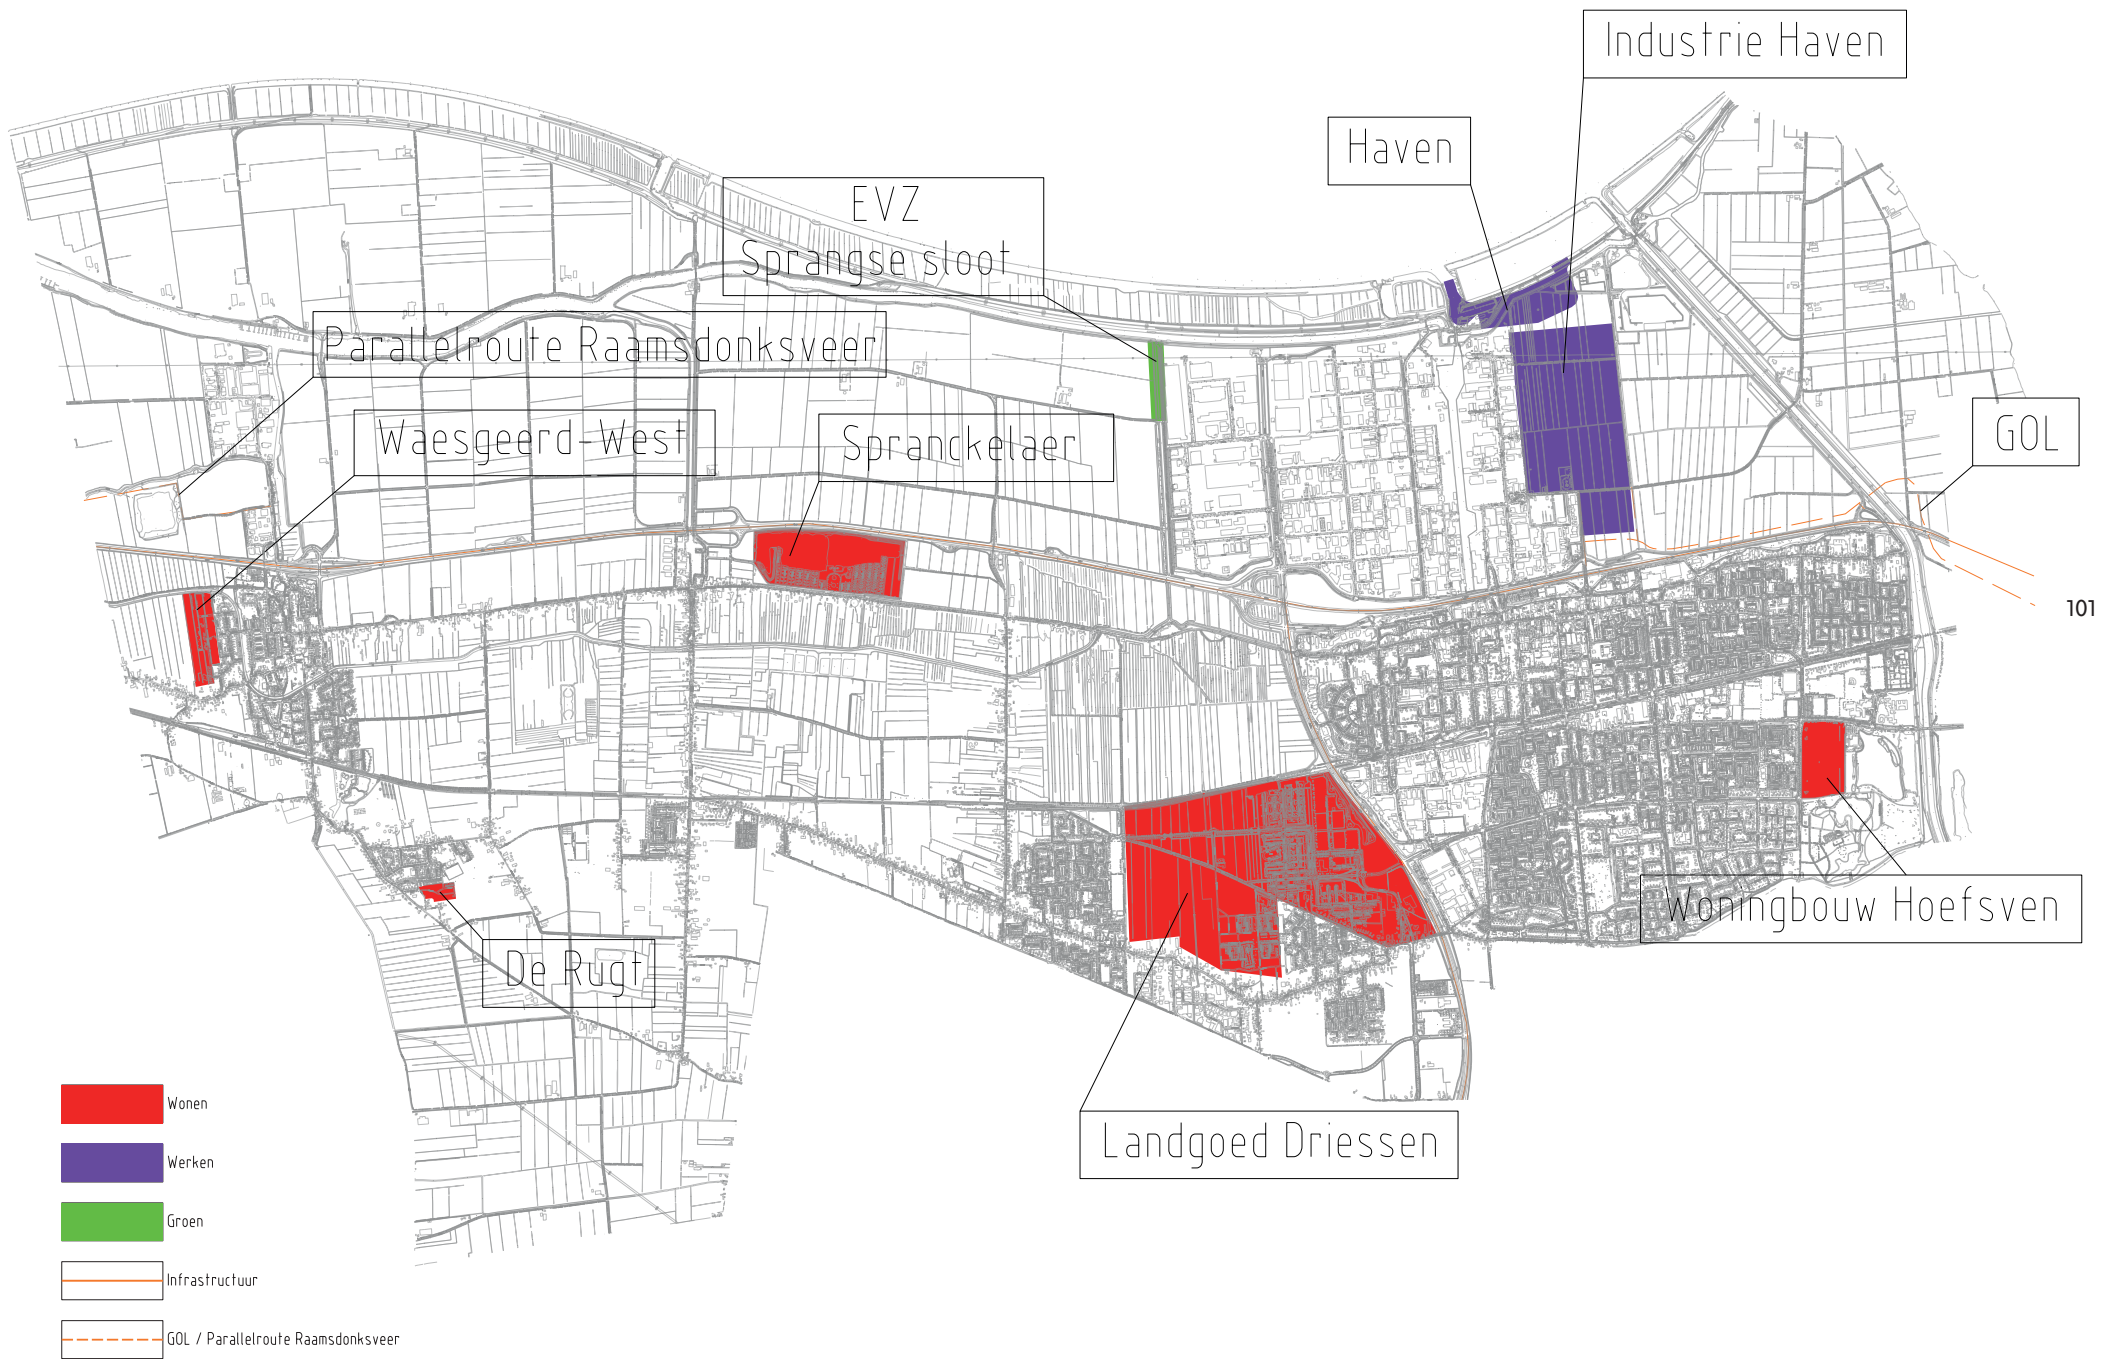 Industrie Haven
Haven
EVZ
Sprangse sloot
Parallelroute Raamsdonksveer
Waesgeerd-West
Spranckelaer
GOL
101
Woningbouw Hoefsven
De Rugt
Landgoed Driessen
Wonen
Werken
Groen
Infrastructuur
GOL / Parallelroute Raamsdonksveer